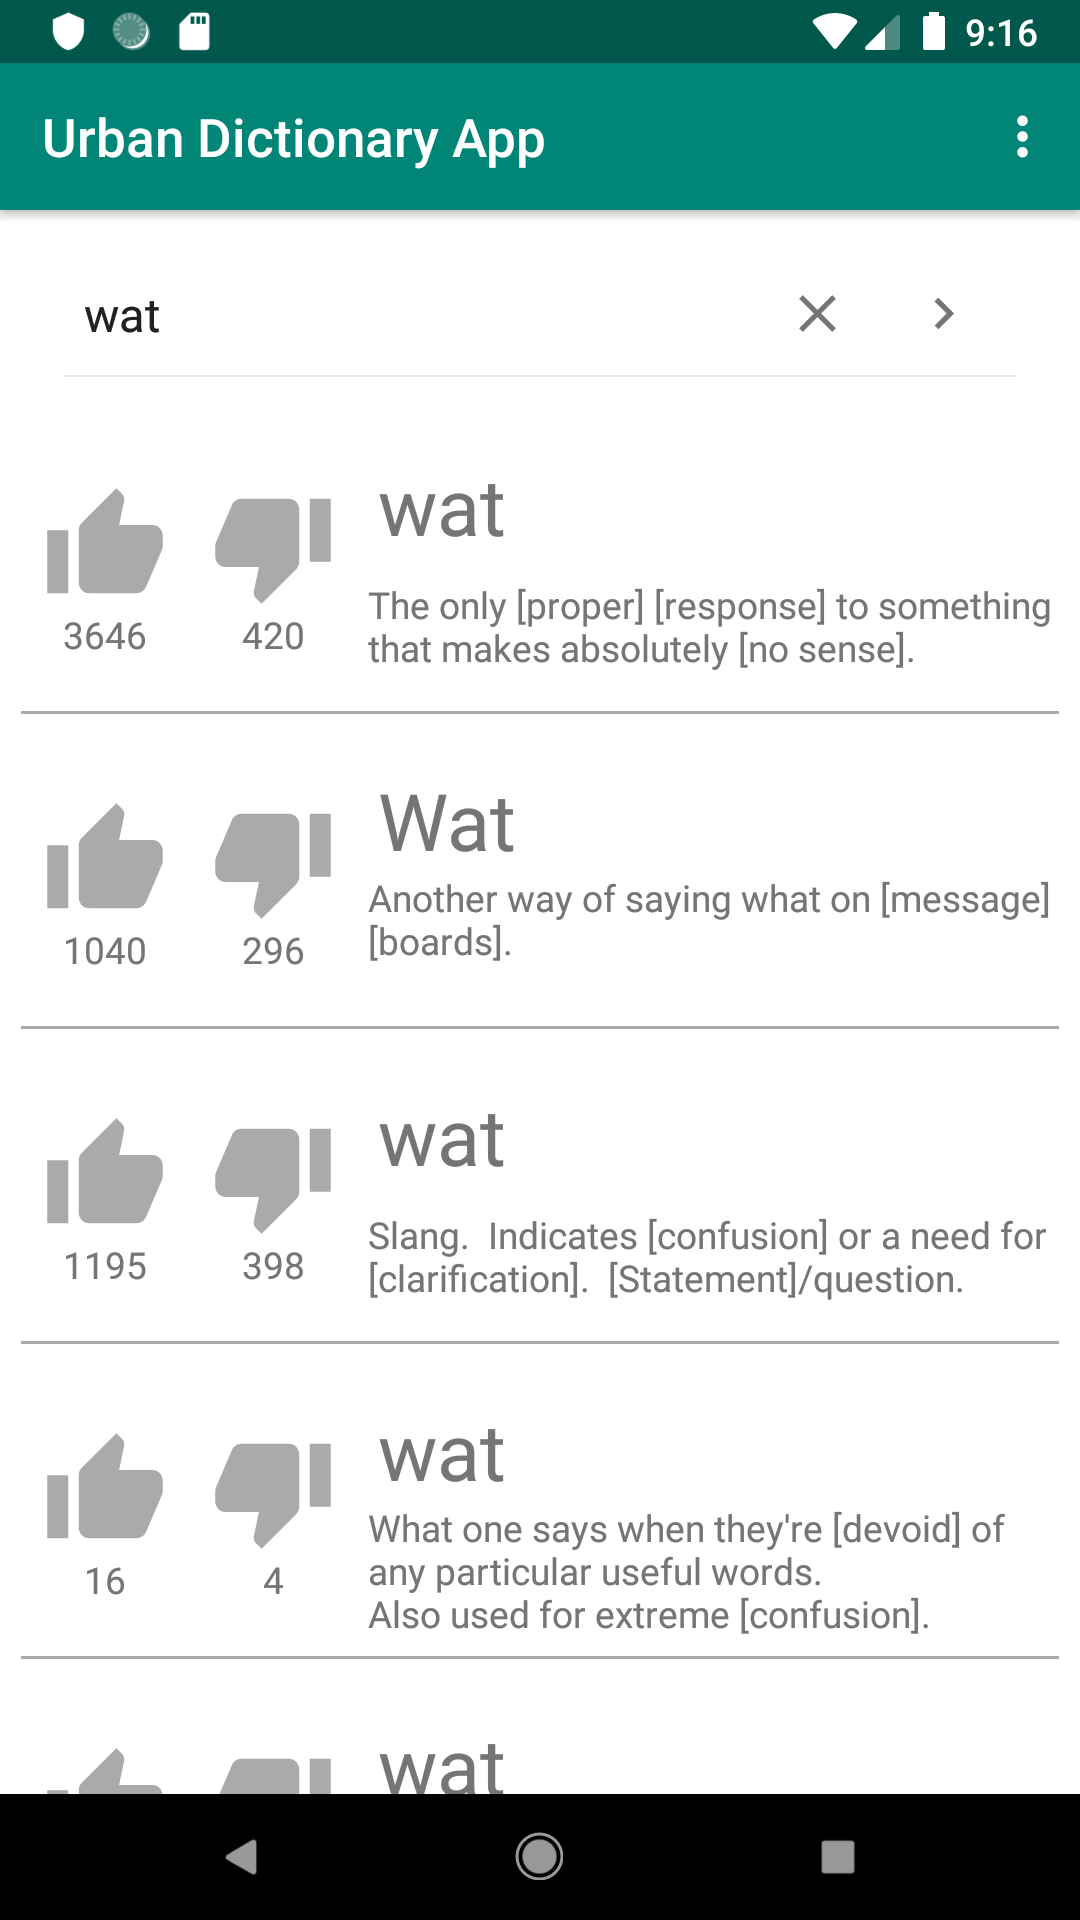 9:16
Urban Dictionary App
wat
wat
The only [proper] [response] to something
that makes absolutely [no sense].
3646
420
Wat
Another way of saying what on [message]
[boards].
1040
296
wat
Slang.  Indicates [confusion] or a need for
[clarification].  [Statement]/question.
1195
398
wat
What one says when they're [devoid] of
any particular useful words.
Also used for extreme [confusion].
16
4
wat